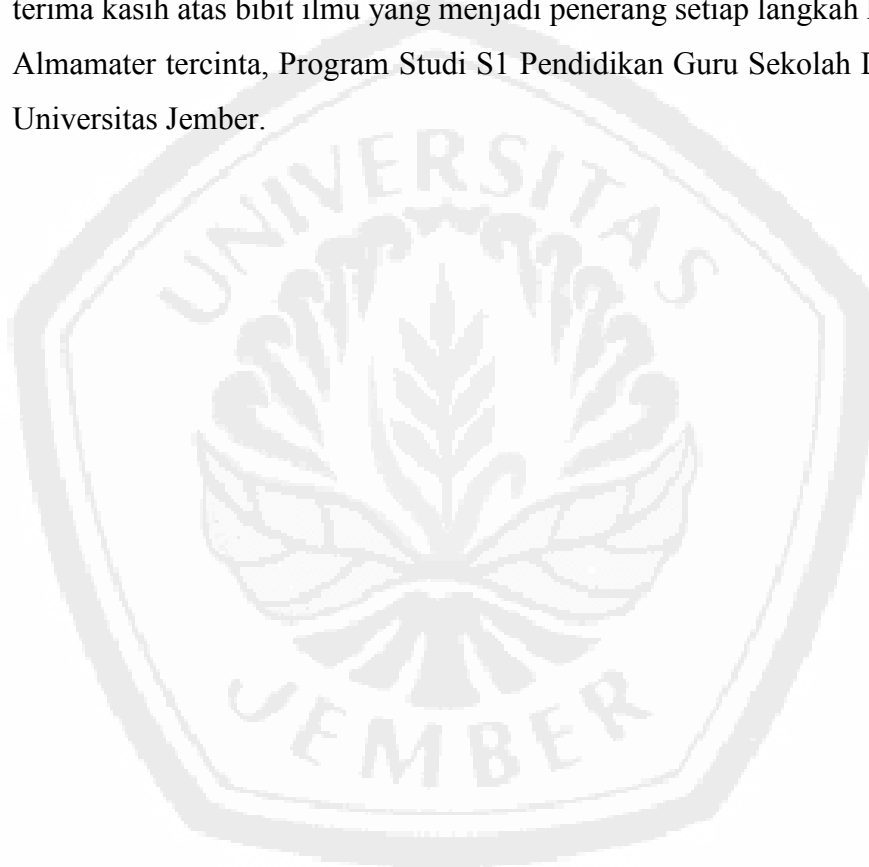 terima kasih atas bibit ilmu yang menjadi penerang setiap langkah
Almamater tercinta, Program Studi S1 Pendidikan Guru Sekolah
Universitas Jember.
UNIVERSITAS
JEMBER